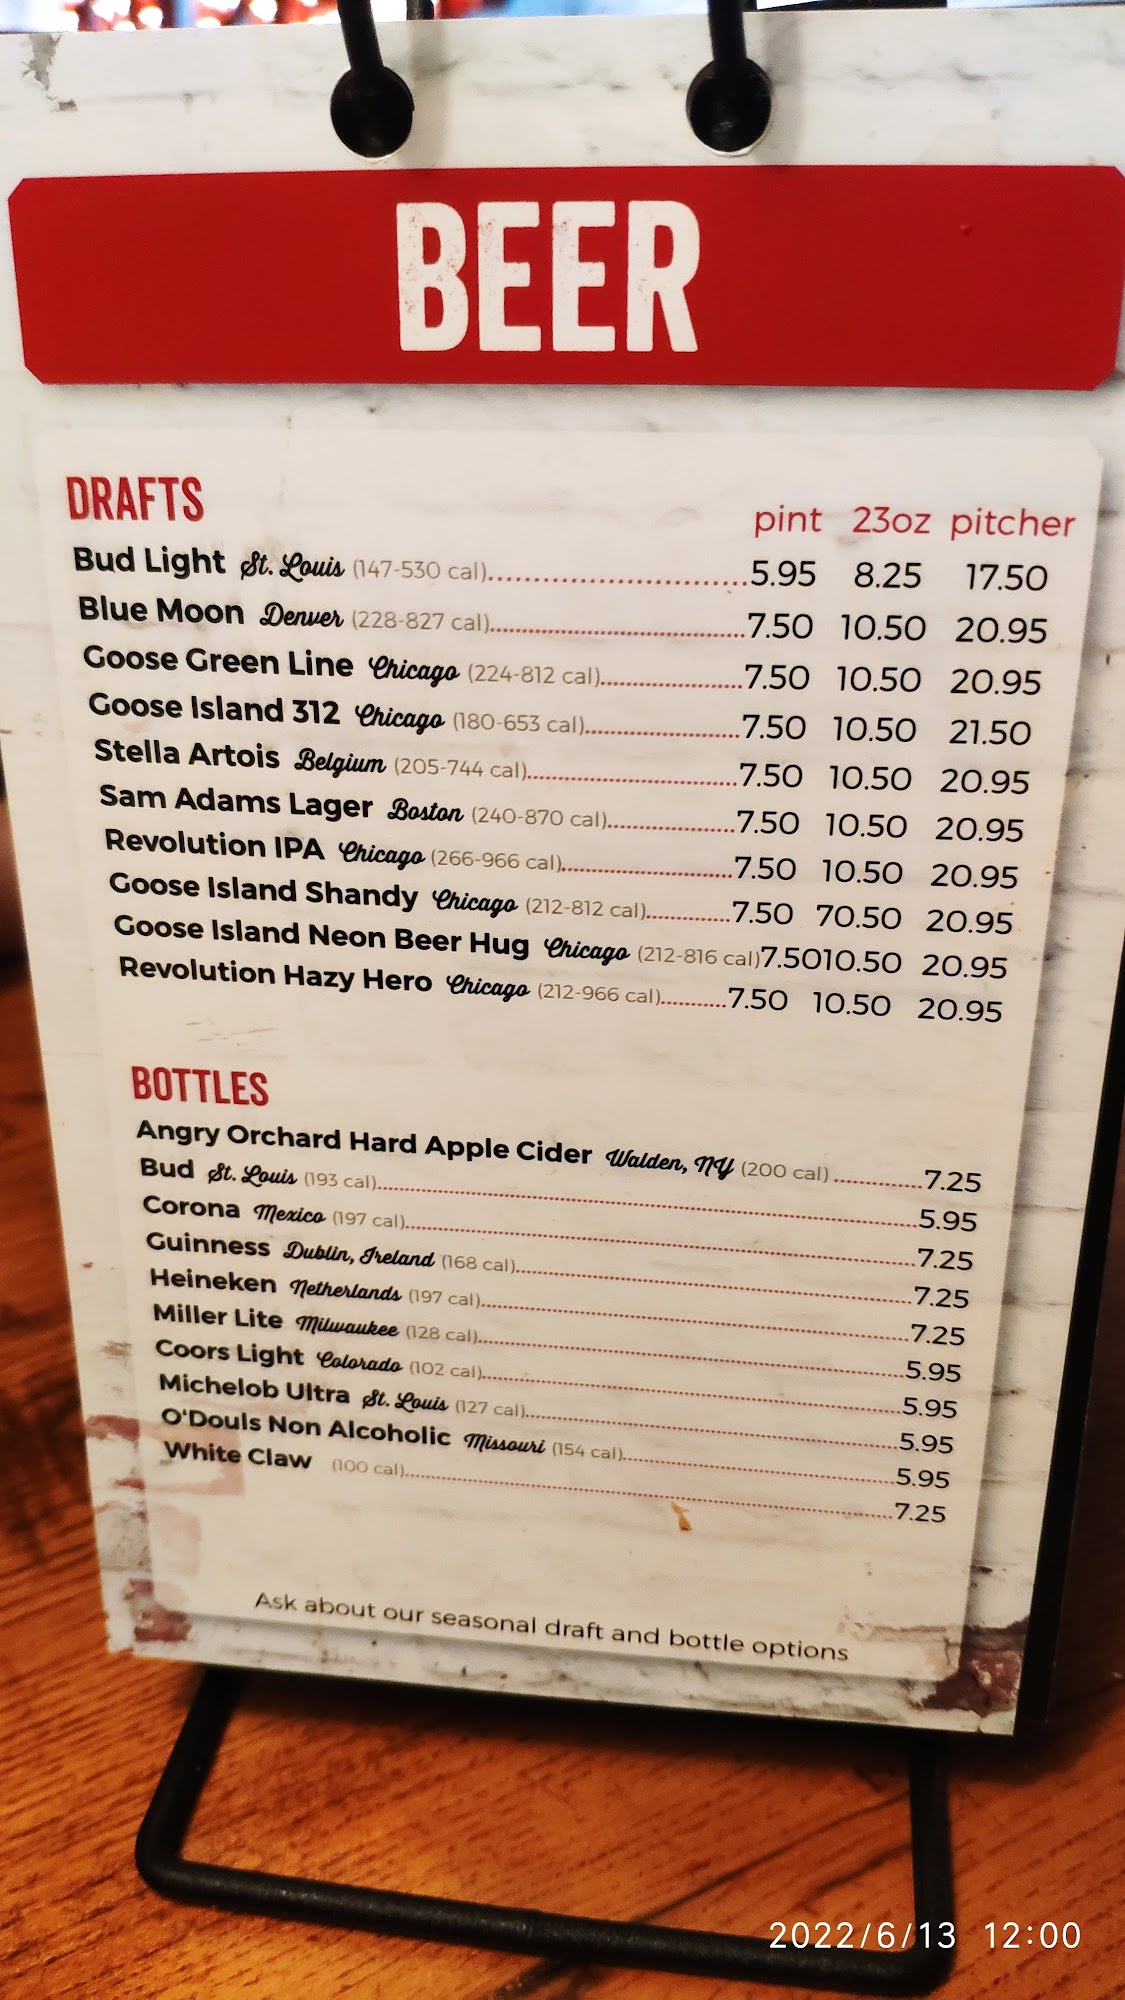 BEER
DRAFTS pint 23oz pitcher
Bud Light St. Louis (147-530 cal)...........................5.95 8.25 17.50
Blue Moon Denver (228-827 cal)...........................7.50 10.50 20.95
Goose Green Line Chicago (224-812 cal)...........................7.50 10.50 20.95
Goose Island 312 Chicago (180-653 cal)...........................7.50 10.50 21.50
Stella Artois Belgium (205-744 cal)...........................7.50 10.50 20.95
Sam Adams Lager Boston (240-870 cal)...........................7.50 10.50 20.95
Revolution IPA Chicago (266-966 cal)...........................7.50 10.50 20.95
Goose Island Shandy Chicago (212-812 cal)................7.50 70.50 20.95
Goose Island Neon Beer Hug Chicago (212-816 cal)7.5010.50 20.95
Revolution Hazy Hero Chicago (212-966 cal)...........7.50 10.50 20.95
BOTTLES
Angry Orchard Hard Apple Cider Walden, NY (200 cal) .............7.25
Bud St. Louis (193 cal)...........................5.95
Corona Mexico (197 cal)...........................7.25
Guinness Dublin, Ireland (168 cal)...........................7.25
Heineken Netherlands (197 cal)...........................7.25
Miller Lite Milwaukee (128 cal)...........................5.95
Coors Light Colorado (102 cal)...........................5.95
Michelob Ultra St. Louis (127 cal)...........................5.95
O'Douls Non Alcoholic Missouri (154 cal)...........................5.95
White Claw (100 cal)...........................7.25
Ask about our seasonal draft and bottle options
2022/6/13 12:00